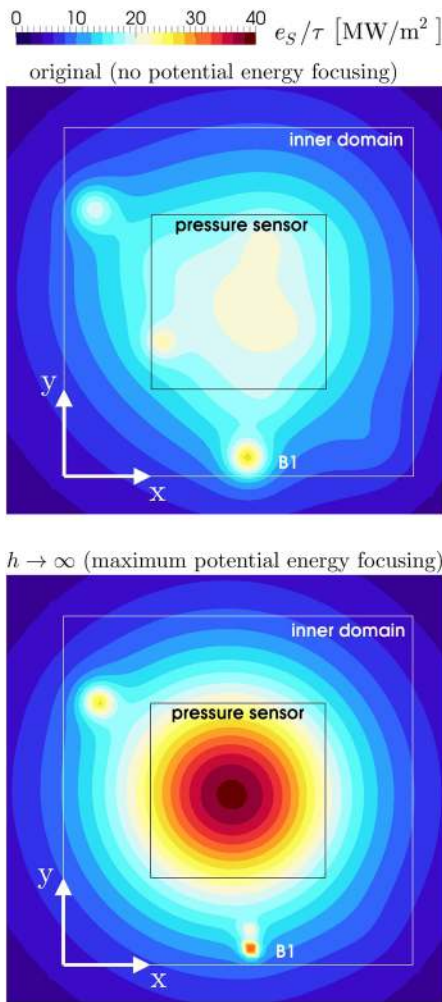 0 10 20 30 40 e_S/τ [MW/m²]
original (no potential energy focusing)
inner domain
pressure sensor
y
B1
x
h → ∞ (maximum potential energy focusing)
inner domain
pressure sensor
y
B1
x